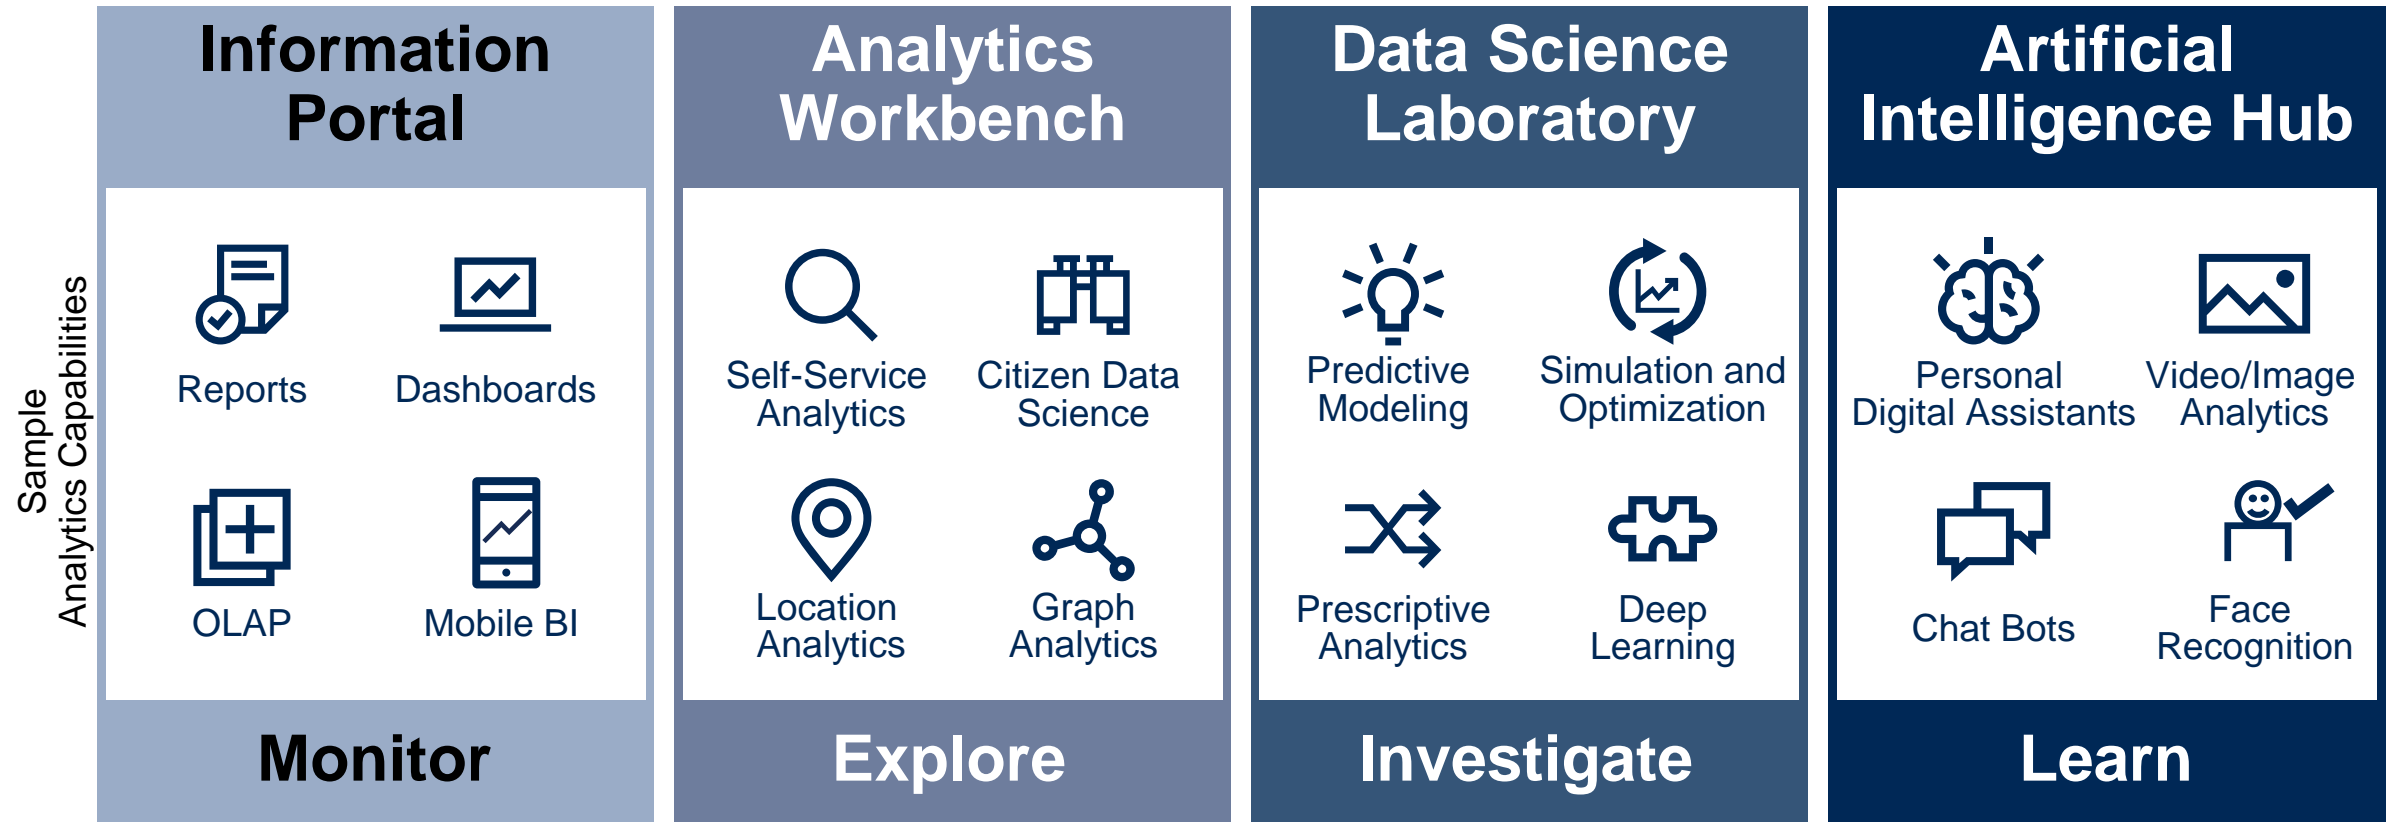 Information
Portal
Analytics
Workbench
Data Science
Laboratory
Artificial
Intelligence Hub
Sample
Analytics Capabilities
Reports
Dashboards
OLAP
Mobile BI
Self-Service
Analytics
Citizen Data
Science
Location
Analytics
Graph
Analytics
Predictive
Modeling
Simulation and
Optimization
Prescriptive
Analytics
Deep
Learning
Personal
Digital Assistants
Video/Image
Analytics
Chat Bots
Face
Recognition
Monitor
Explore
Investigate
Learn